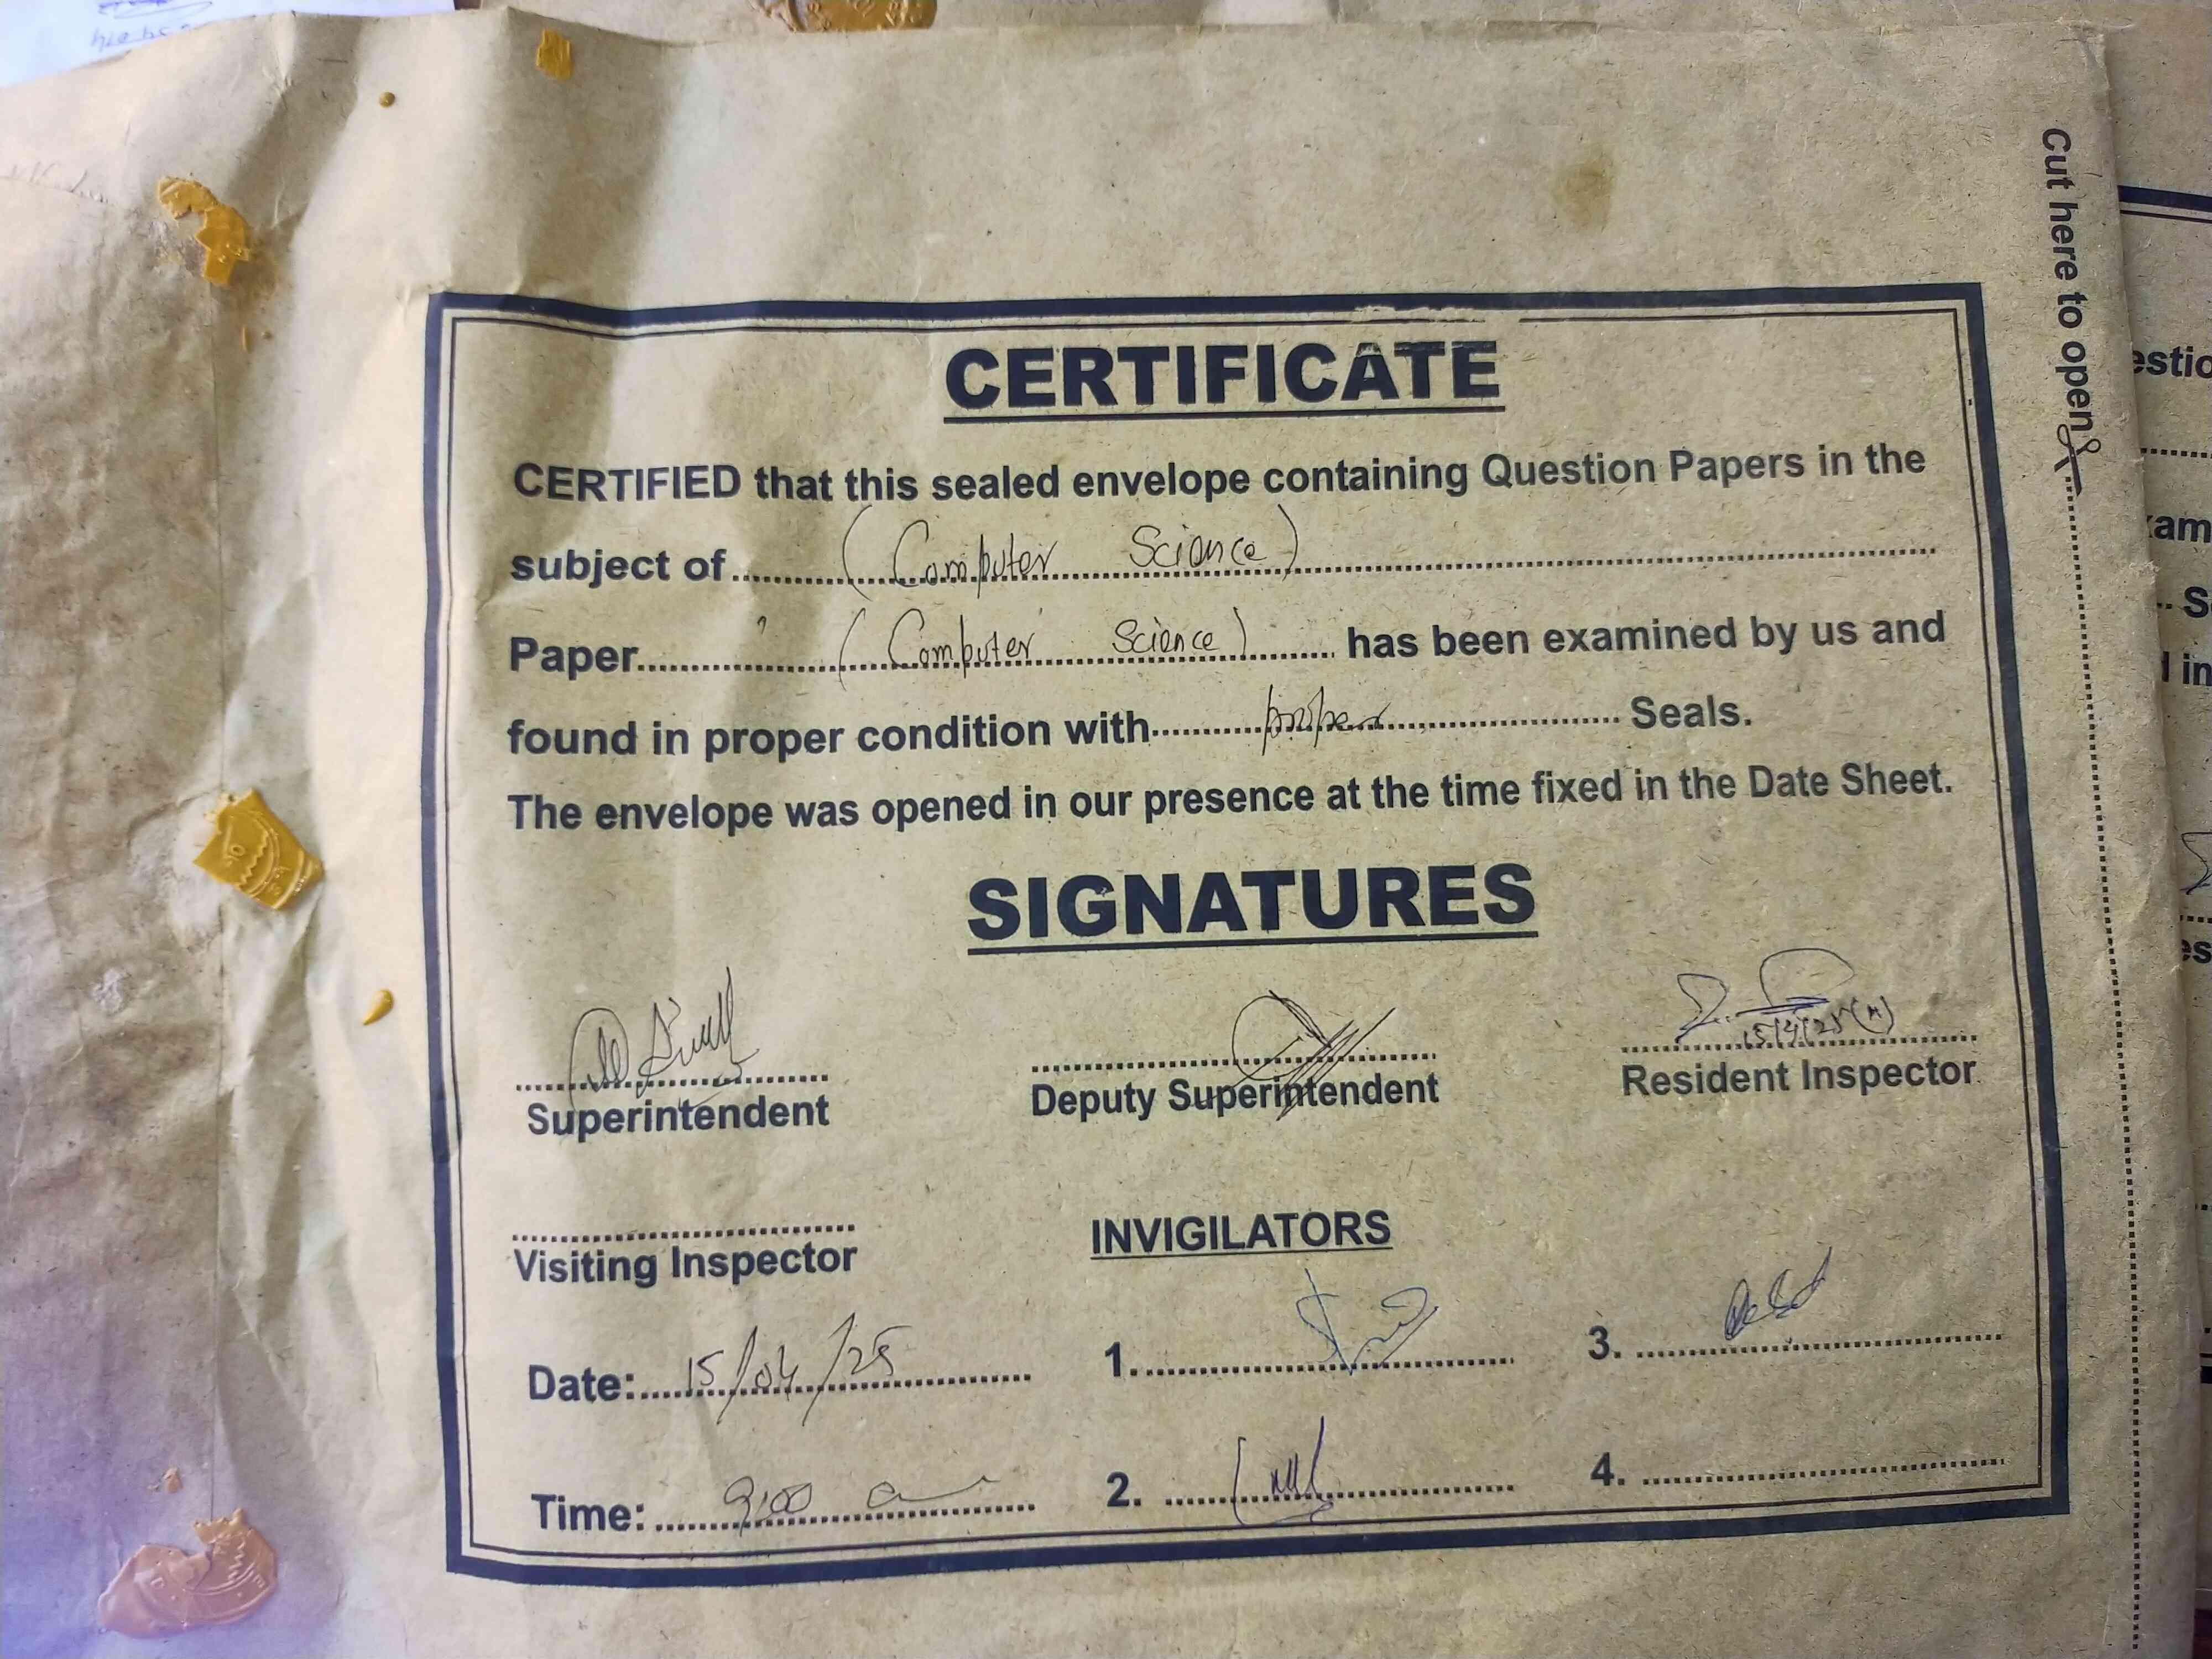 Cut here to open
CERTIFICATE
CERTIFIED that this sealed envelope containing Question Papers in the
subject of (Computer Science)
Paper (Computer Science) has been examined by us and
found in proper condition with proper Seals.
The envelope was opened in our presence at the time fixed in the Date Sheet.
SIGNATURES
15/4/25 (M)
Superintendent Deputy Superintendent Resident Inspector
Visiting Inspector INVIGILATORS
Date: 15/04/25 1. 3.
Time: 9:00 am 2. 4.